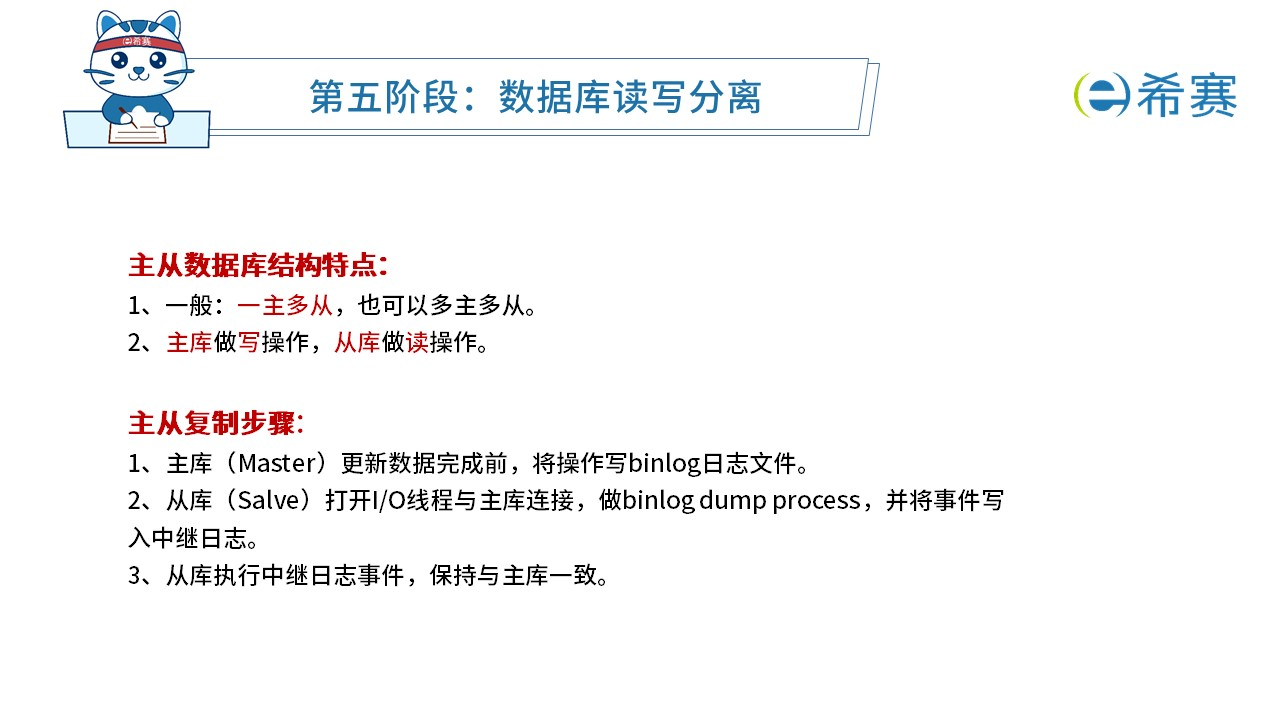 希赛
第五阶段：数据库读写分离
希赛
主从数据库结构特点：
1、一般：一主多从，也可以多主多从。
2、主库做写操作，从库做读操作。
主从复制步骤：
1、主库（Master）更新数据完成前，将操作写binlog日志文件。
2、从库（Salve）打开I/O线程与主库连接，做binlog dump process，并将事件写
入中继日志。
3、从库执行中继日志事件，保持与主库一致。